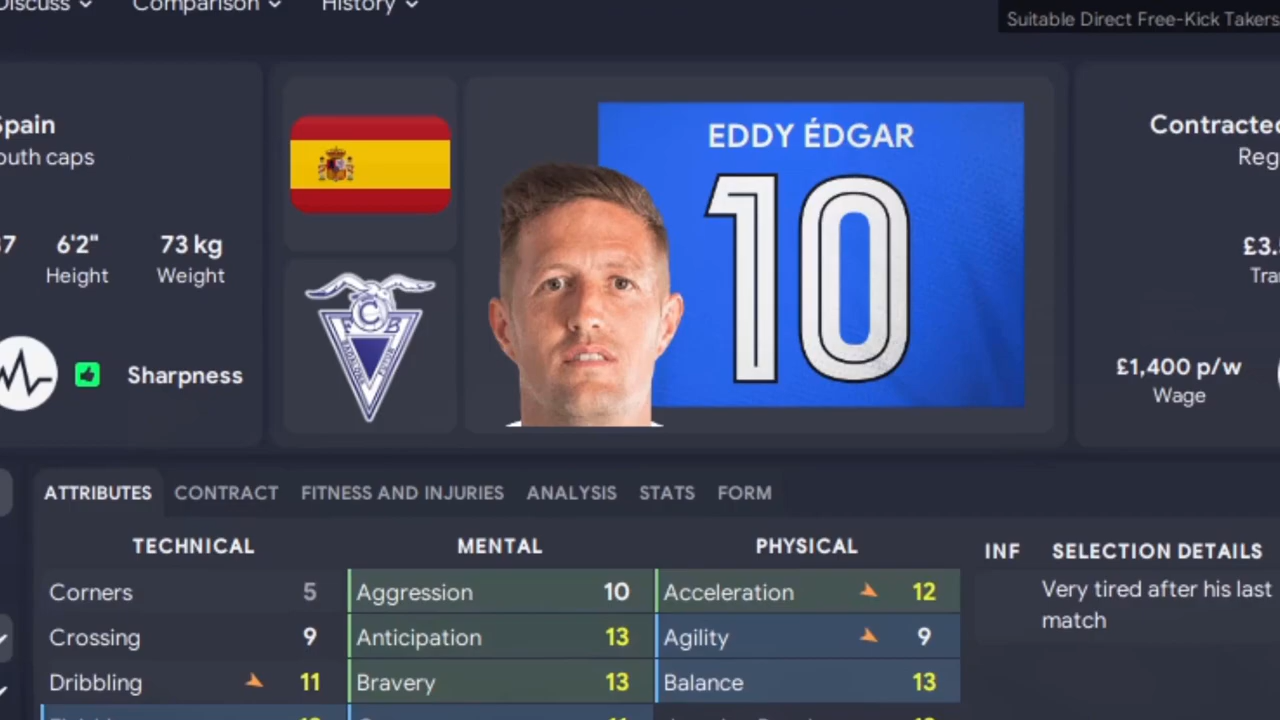 Discuss Comparison History
Suitable Direct Free-Kick Takers
Spain
outh caps
37 6'2" 73 kg
Height Weight
Sharpness
EDDY ÉDGAR
10
Contracted
Reg
£3.
Tra
£1,400 p/w
Wage
ATTRIBUTES CONTRACT FITNESS AND INJURIES ANALYSIS STATS FORM
TECHNICAL MENTAL PHYSICAL INF SELECTION DETAILS
Corners 5 Aggression 10 Acceleration 12
Crossing 9 Anticipation 13 Agility 9
Dribbling 11 Bravery 13 Balance 13
Very tired after his last
match